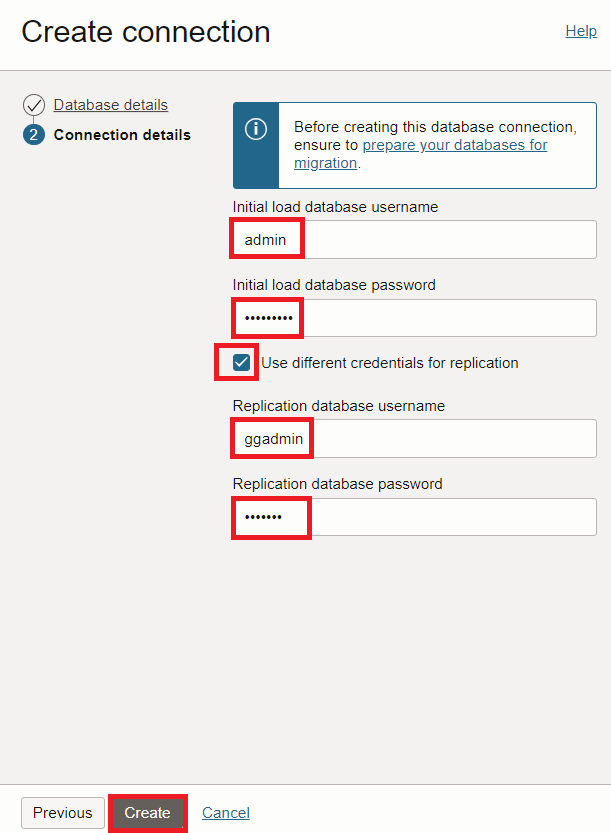 Create connection
Help
Database details
2 Connection details
Before creating this database connection,
ensure to prepare your databases for
migration.
Initial load database username
admin
Initial load database password
•••••••••
Use different credentials for replication
Replication database username
ggadmin
Replication database password
•••••••
Previous
Create
Cancel